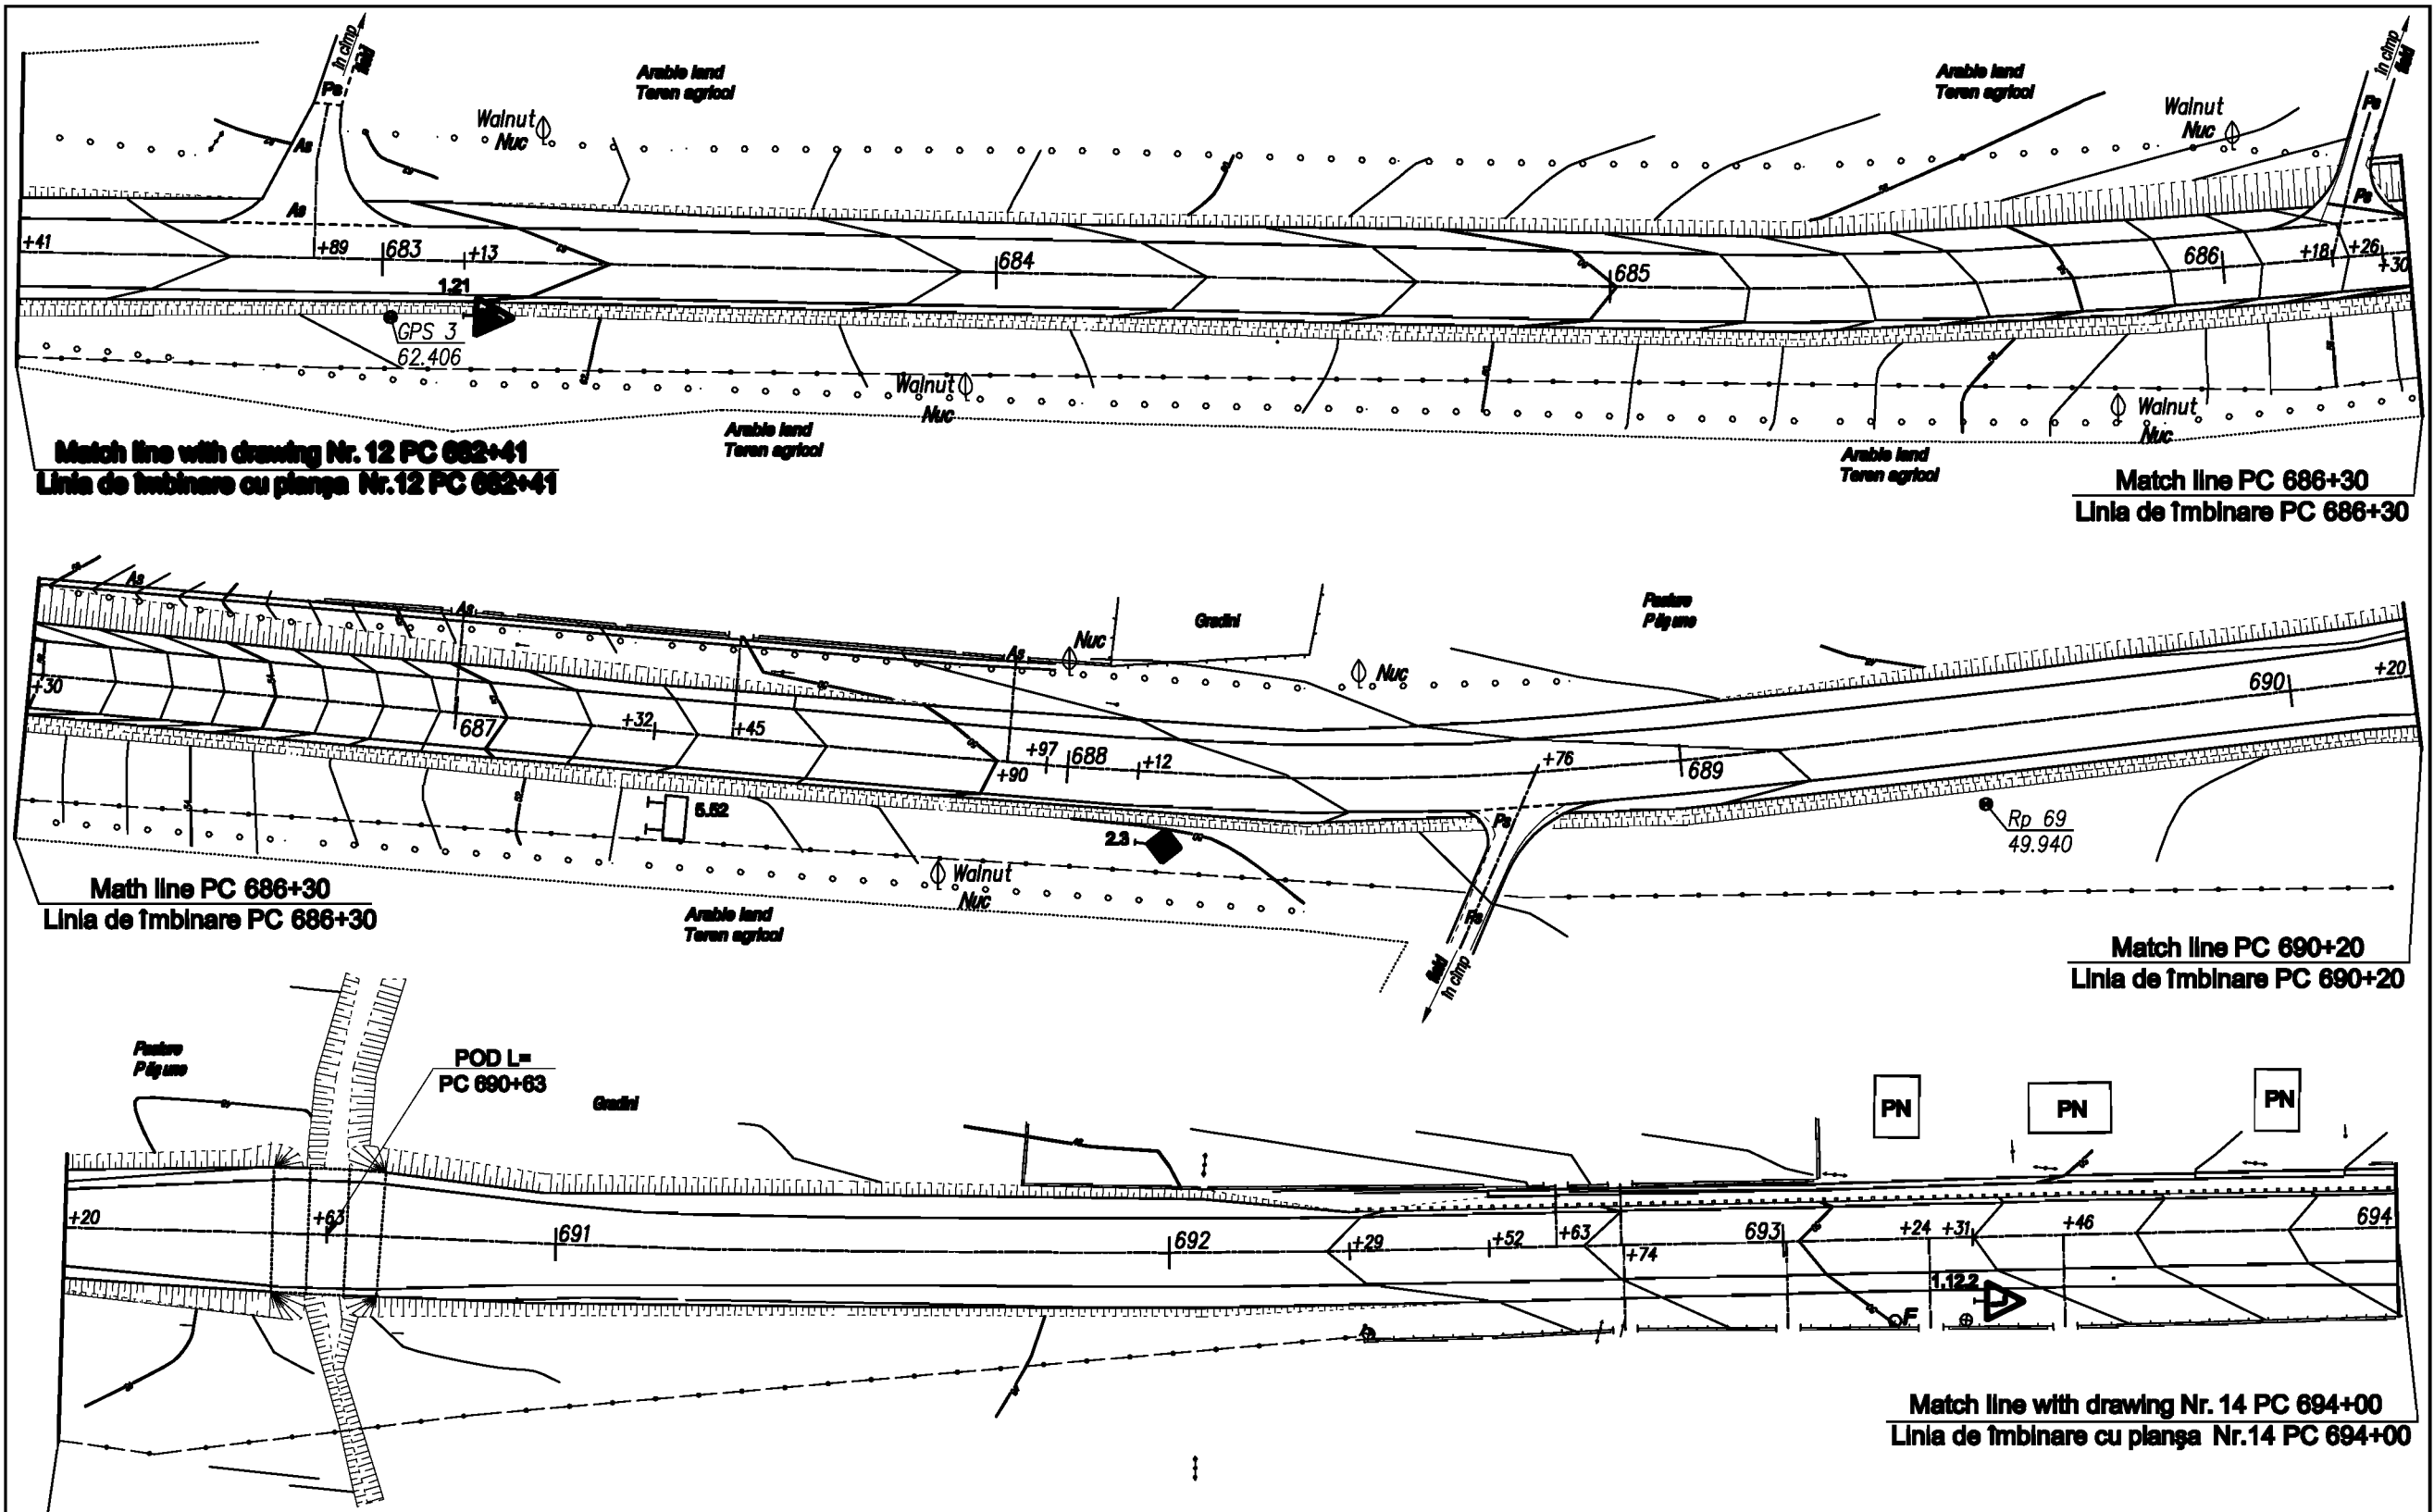 în cîmp
field
Ps
As
As
Arable land
Teren agricol
Walnut
Nuc
Arable land
Teren agricol
Walnut
Nuc
în cîmp
field
Ps
Ps
+41
+89
683
+13
684
685
686
+18
+26
+30
1.21
GPS 3
62.406
Walnut
Nuc
Walnut
Nuc
Arable land
Teren agricol
Arable land
Teren agricol
Match line with drawing Nr. 12 PC 682+41
Linia de îmbinare cu planşa Nr.12 PC 682+41
Match line PC 686+30
Linia de îmbinare PC 686+30
As
As
As
Nuc
Gradini
Nuc
Pasture
Păşune
+30
687
+32
+45
+90
+97
688
+12
+76
689
690
+20
5.52
2.3
Ps
Ps
Rp 69
49.940
Walnut
Nuc
Arable land
Teren agricol
field
în cîmp
Math line PC 686+30
Linia de îmbinare PC 686+30
Match line PC 690+20
Linia de îmbinare PC 690+20
Pasture
Păşune
POD L=
PC 690+63
Gradini
PN
PN
PN
+20
+63
691
692
+29
+52
+63
+74
693
+24
+31
+46
694
1.12.2
F
Match line with drawing Nr. 14 PC 694+00
Linia de îmbinare cu planşa Nr.14 PC 694+00